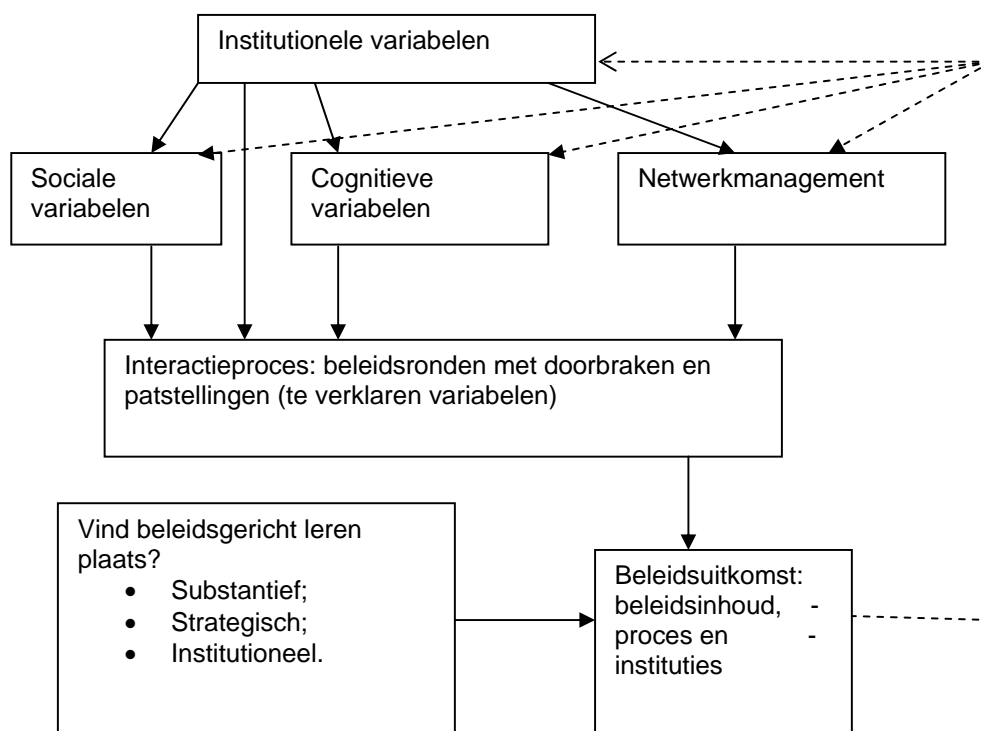 Institutionele variabelen
Sociale
variabelen
Cognitieve
variabelen
Netwerkmanagement
Interactieproces: beleidsronden met doorbraken en
patstellingen (te verklaren variabelen)
Vind beleidsgericht leren
plaats?
• Substantief;
• Strategisch;
• Institutioneel.
Beleidsuitkomst:
beleidsinhoud, -
proces en -
instituties